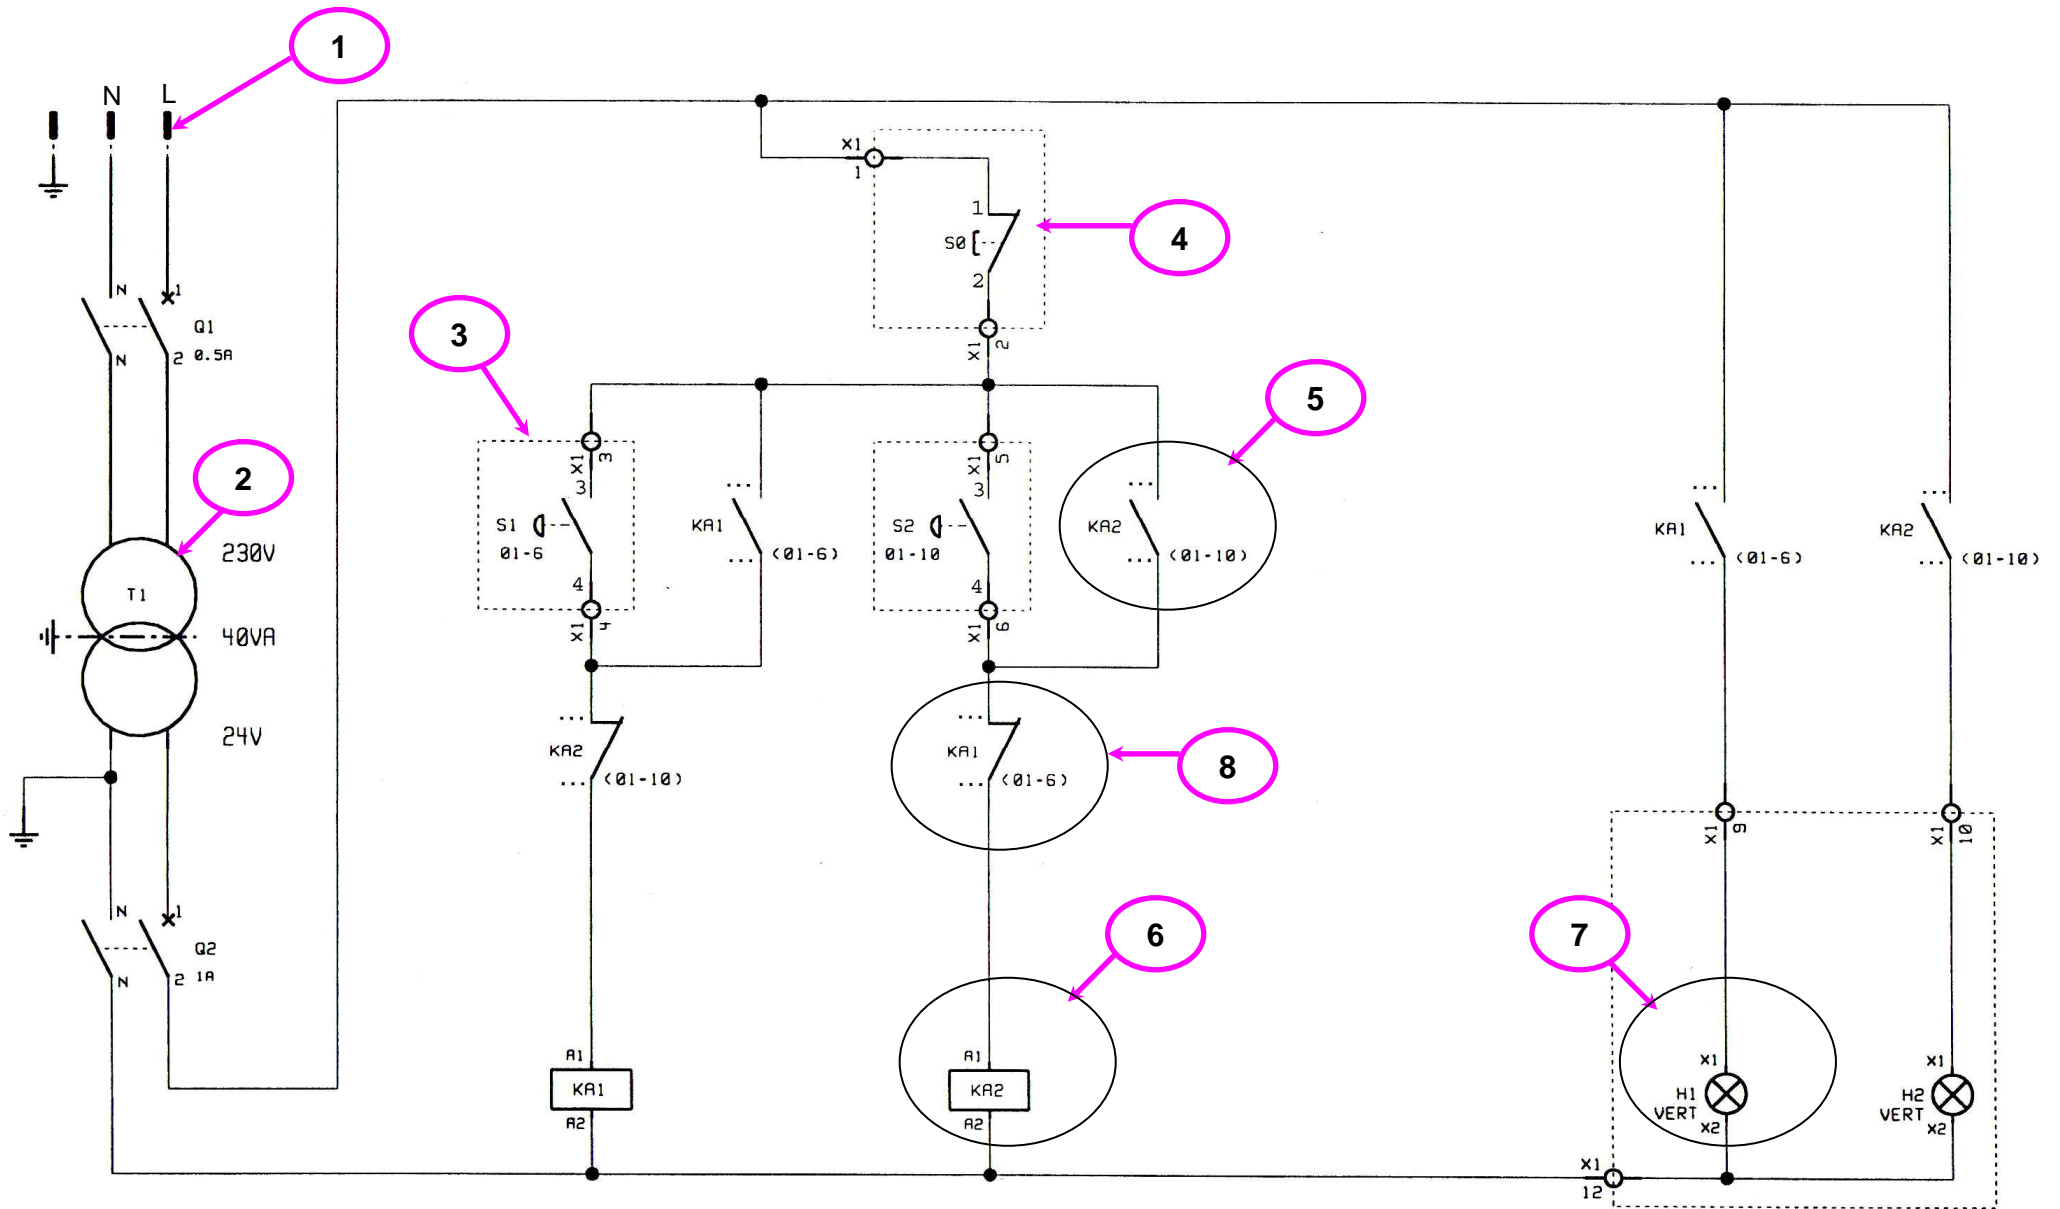 1
N L
X1
1
1
4
S0
2
N 1
Q1
3
N 2 0.5A
X1 2
5
X1 3
X1 5
2
3
3
... ... ... ...
S1
KA1
S2
KA2
KA1
KA2
01-6
... (01-6)
01-10
... (01-10)
... (01-6)
... (01-10)
230V
T1
4
4
40VA
X1 4
X1 6
... ...
24V
KA2
KA1
8
... (01-10)
... (01-6)
X1 9
X1 10
N 1
6
7
Q2
N 2 1A
A1
A1
X1
X1
KA1
KA2
H1
H2
VERT
VERT
A2
A2
X2
X2
X1
12